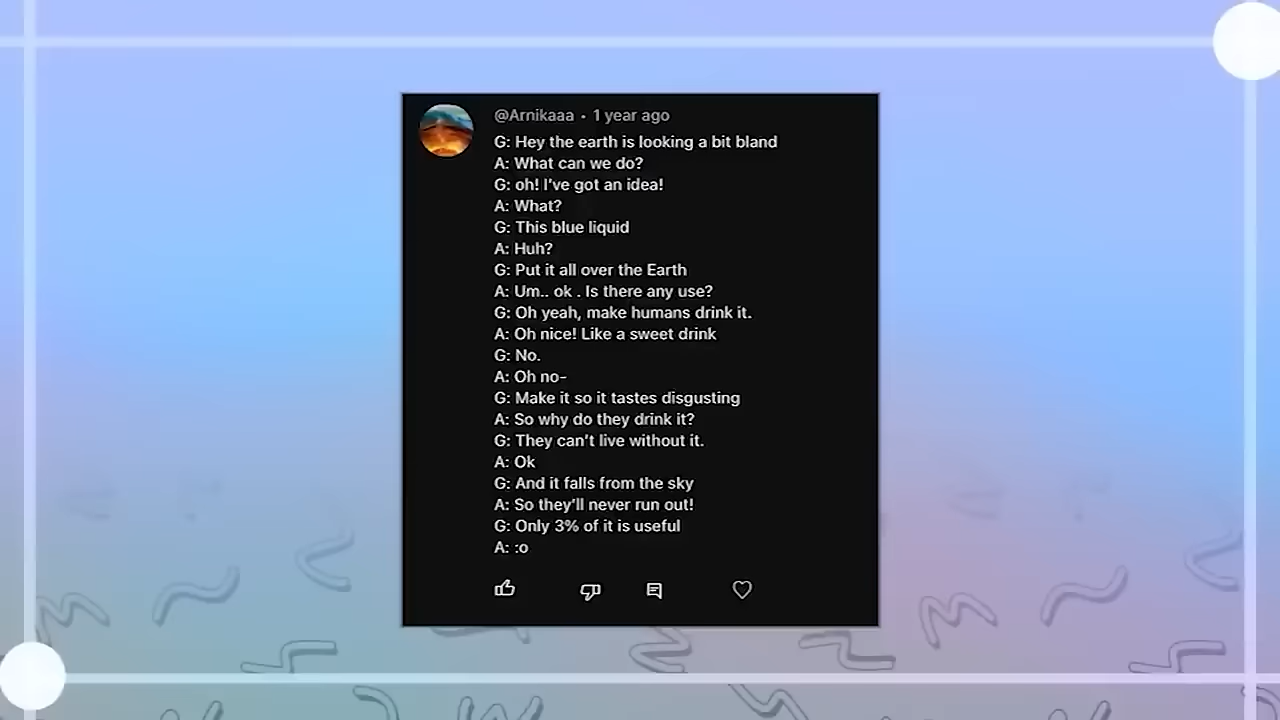 @Arnikaaa • 1 year ago
G: Hey the earth is looking a bit bland
A: What can we do?
G: oh! I've got an idea!
A: What?
G: This blue liquid
A: Huh?
G: Put it all over the Earth
A: Um.. ok . Is there any use?
G: Oh yeah, make humans drink it.
A: Oh nice! Like a sweet drink
G: No.
A: Oh no-
G: Make it so it tastes disgusting
A: So why do they drink it?
G: They can't live without it.
A: Ok
G: And it falls from the sky
A: So they'll never run out!
G: Only 3% of it is useful
A: :o